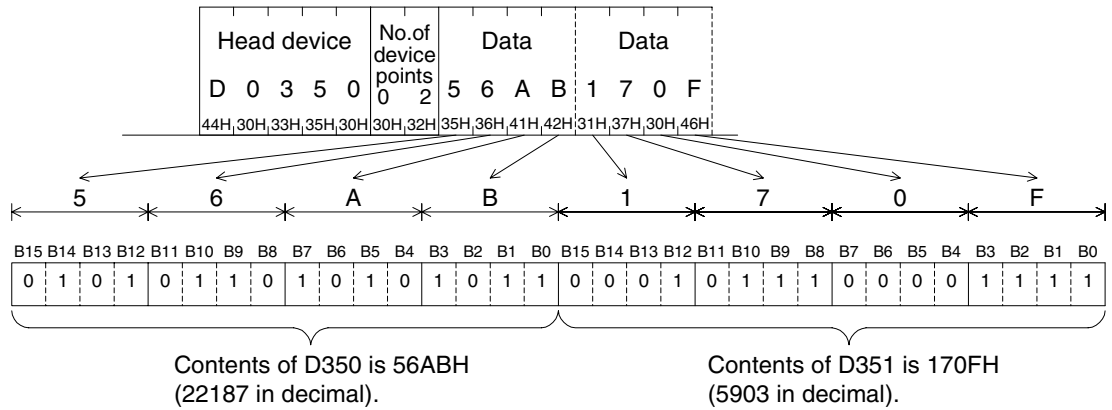 Head device No.of device points Data Data
D 0 3 5 0 0 2 5 6 A B 1 7 0 F
44H 30H 33H 35H 30H 30H 32H 35H 36H 41H 42H 31H 37H 30H 46H
5 6 A B 1 7 0 F
B15 B14 B13 B12 B11 B10 B9 B8 B7 B6 B5 B4 B3 B2 B1 B0 B15 B14 B13 B12 B11 B10 B9 B8 B7 B6 B5 B4 B3 B2 B1 B0
0 1 0 1 0 1 1 0 1 0 1 0 1 0 1 1 0 0 0 1 0 1 1 1 0 0 0 0 1 1 1 1
Contents of D350 is 56ABH
(22187 in decimal).
Contents of D351 is 170FH
(5903 in decimal).